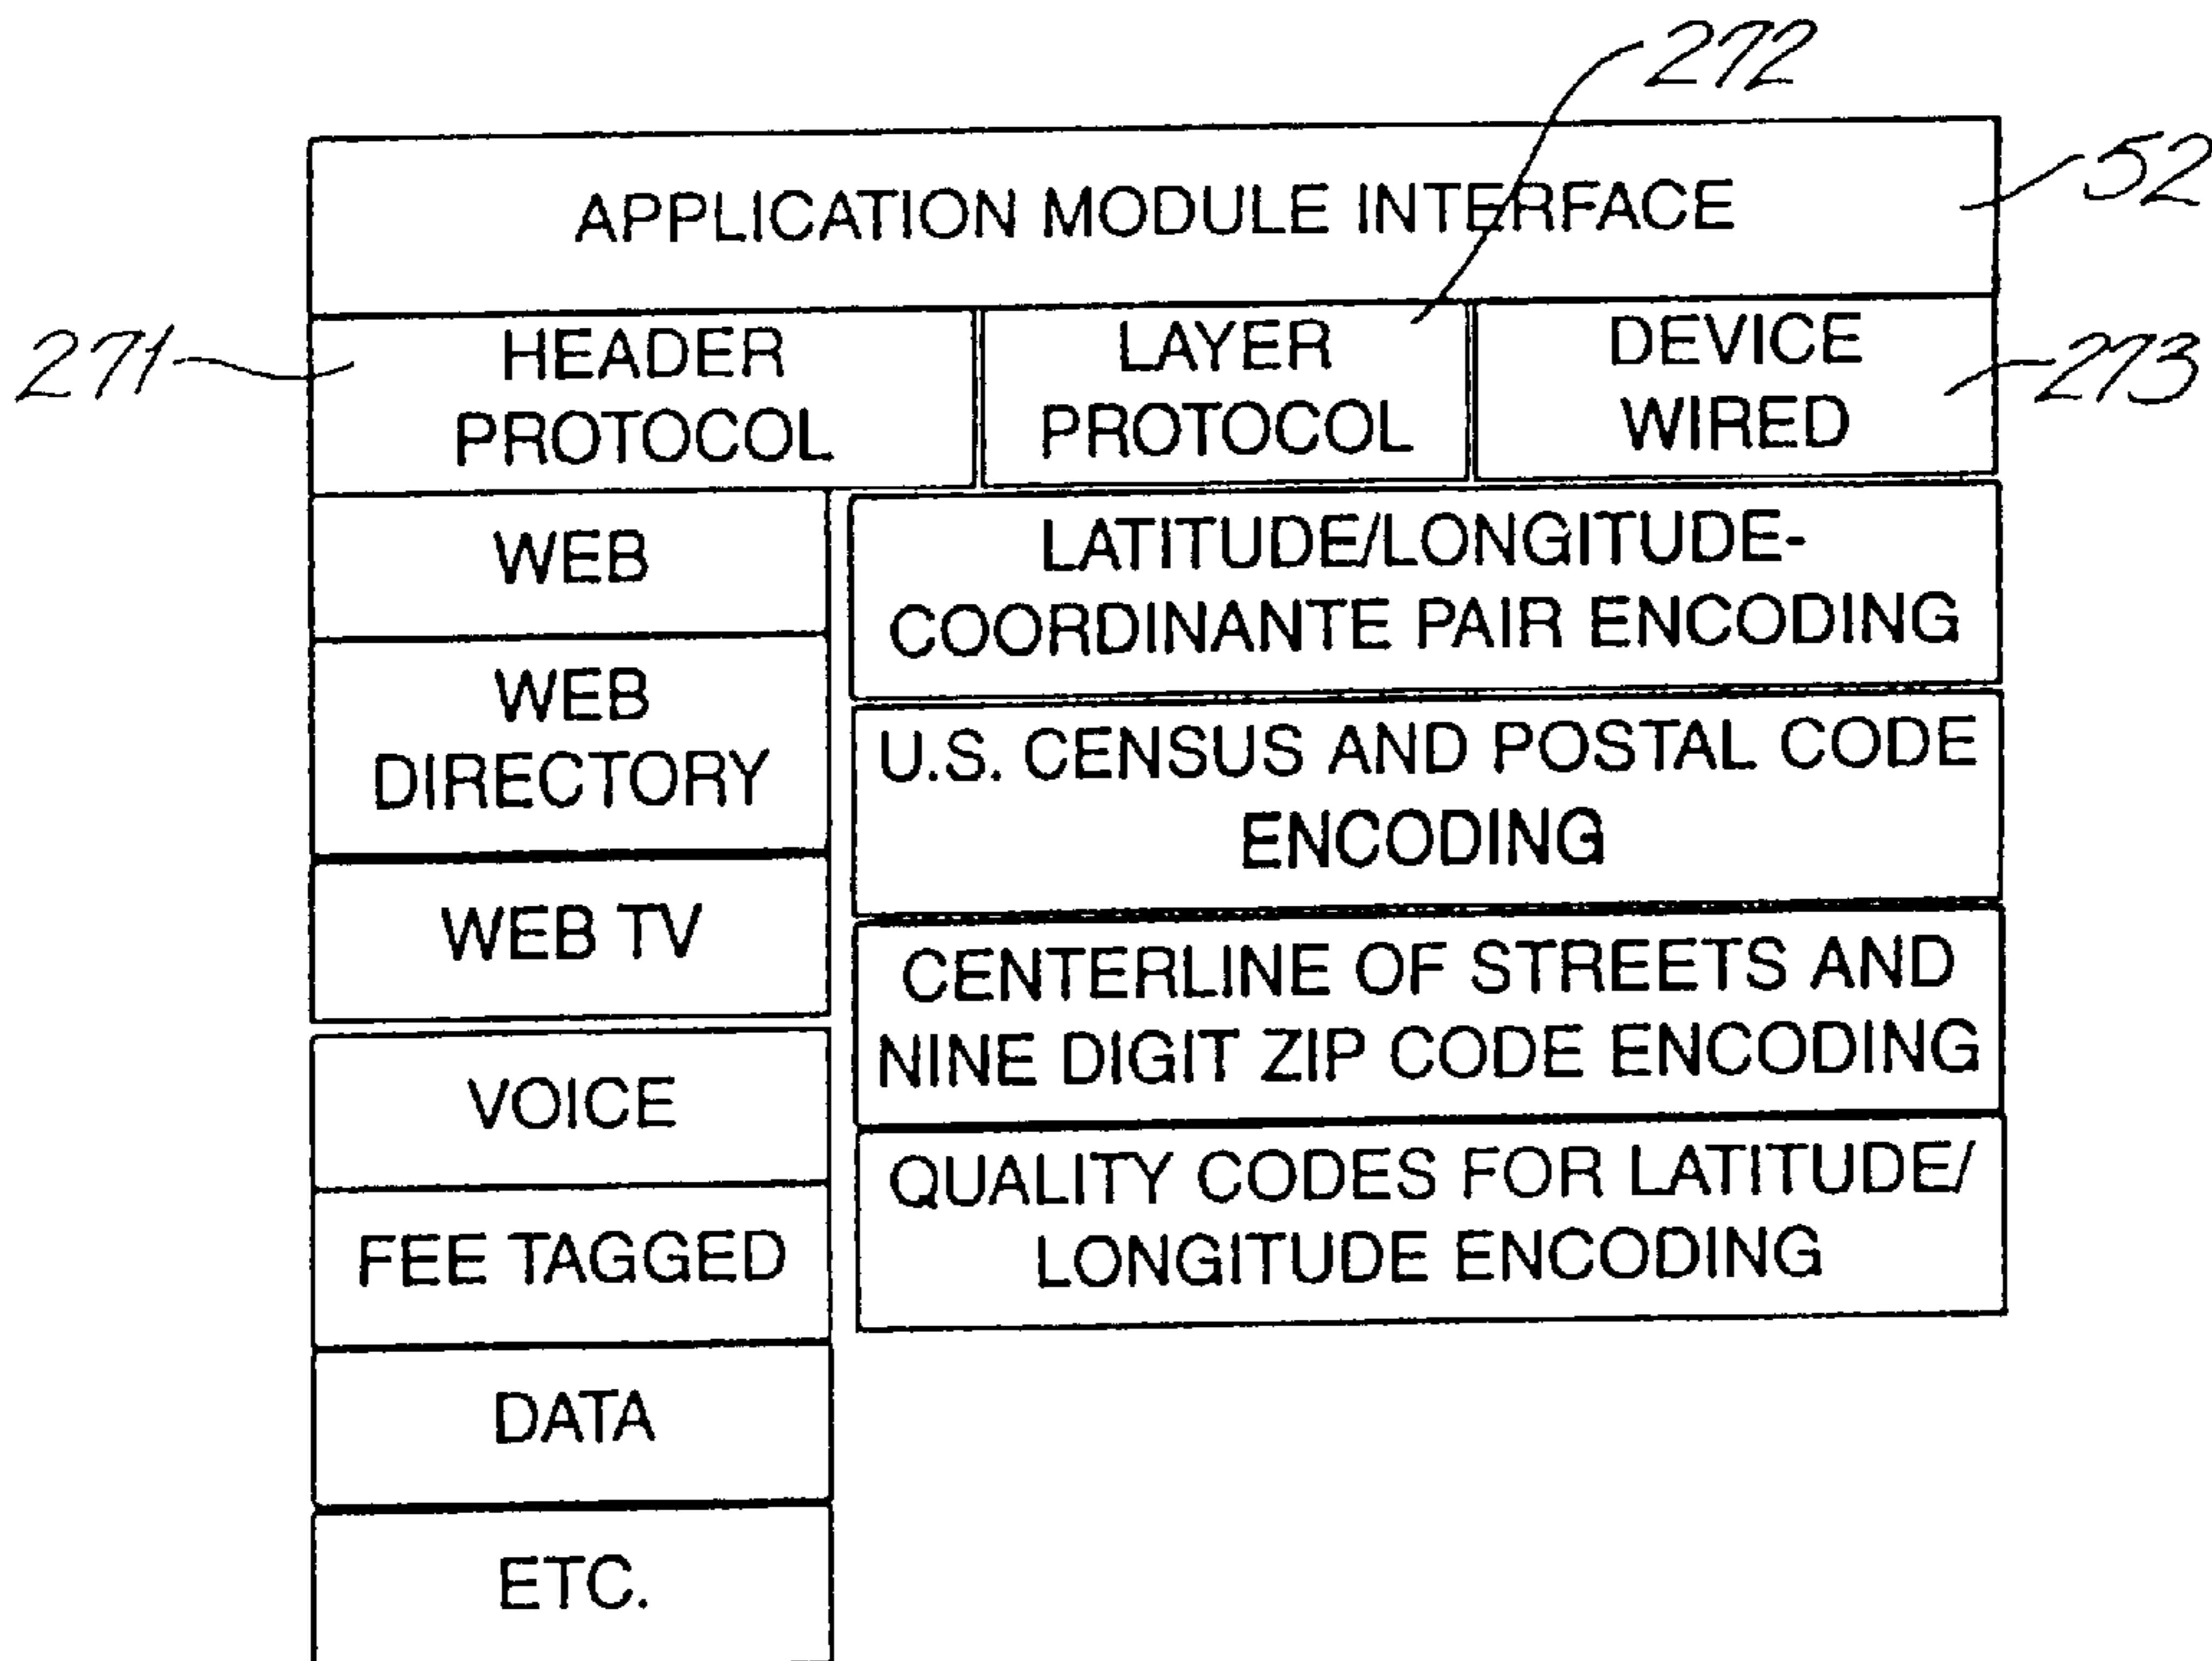 272
APPLICATION MODULE INTERFACE
52
271
HEADER
PROTOCOL
LAYER
PROTOCOL
DEVICE
WIRED
273
WEB
WEB
DIRECTORY
WEB TV
VOICE
FEE TAGGED
DATA
ETC.
LATITUDE/LONGITUDE-
COORDINANTE PAIR ENCODING
U.S. CENSUS AND POSTAL CODE
ENCODING
CENTERLINE OF STREETS AND
NINE DIGIT ZIP CODE ENCODING
QUALITY CODES FOR LATITUDE/
LONGITUDE ENCODING